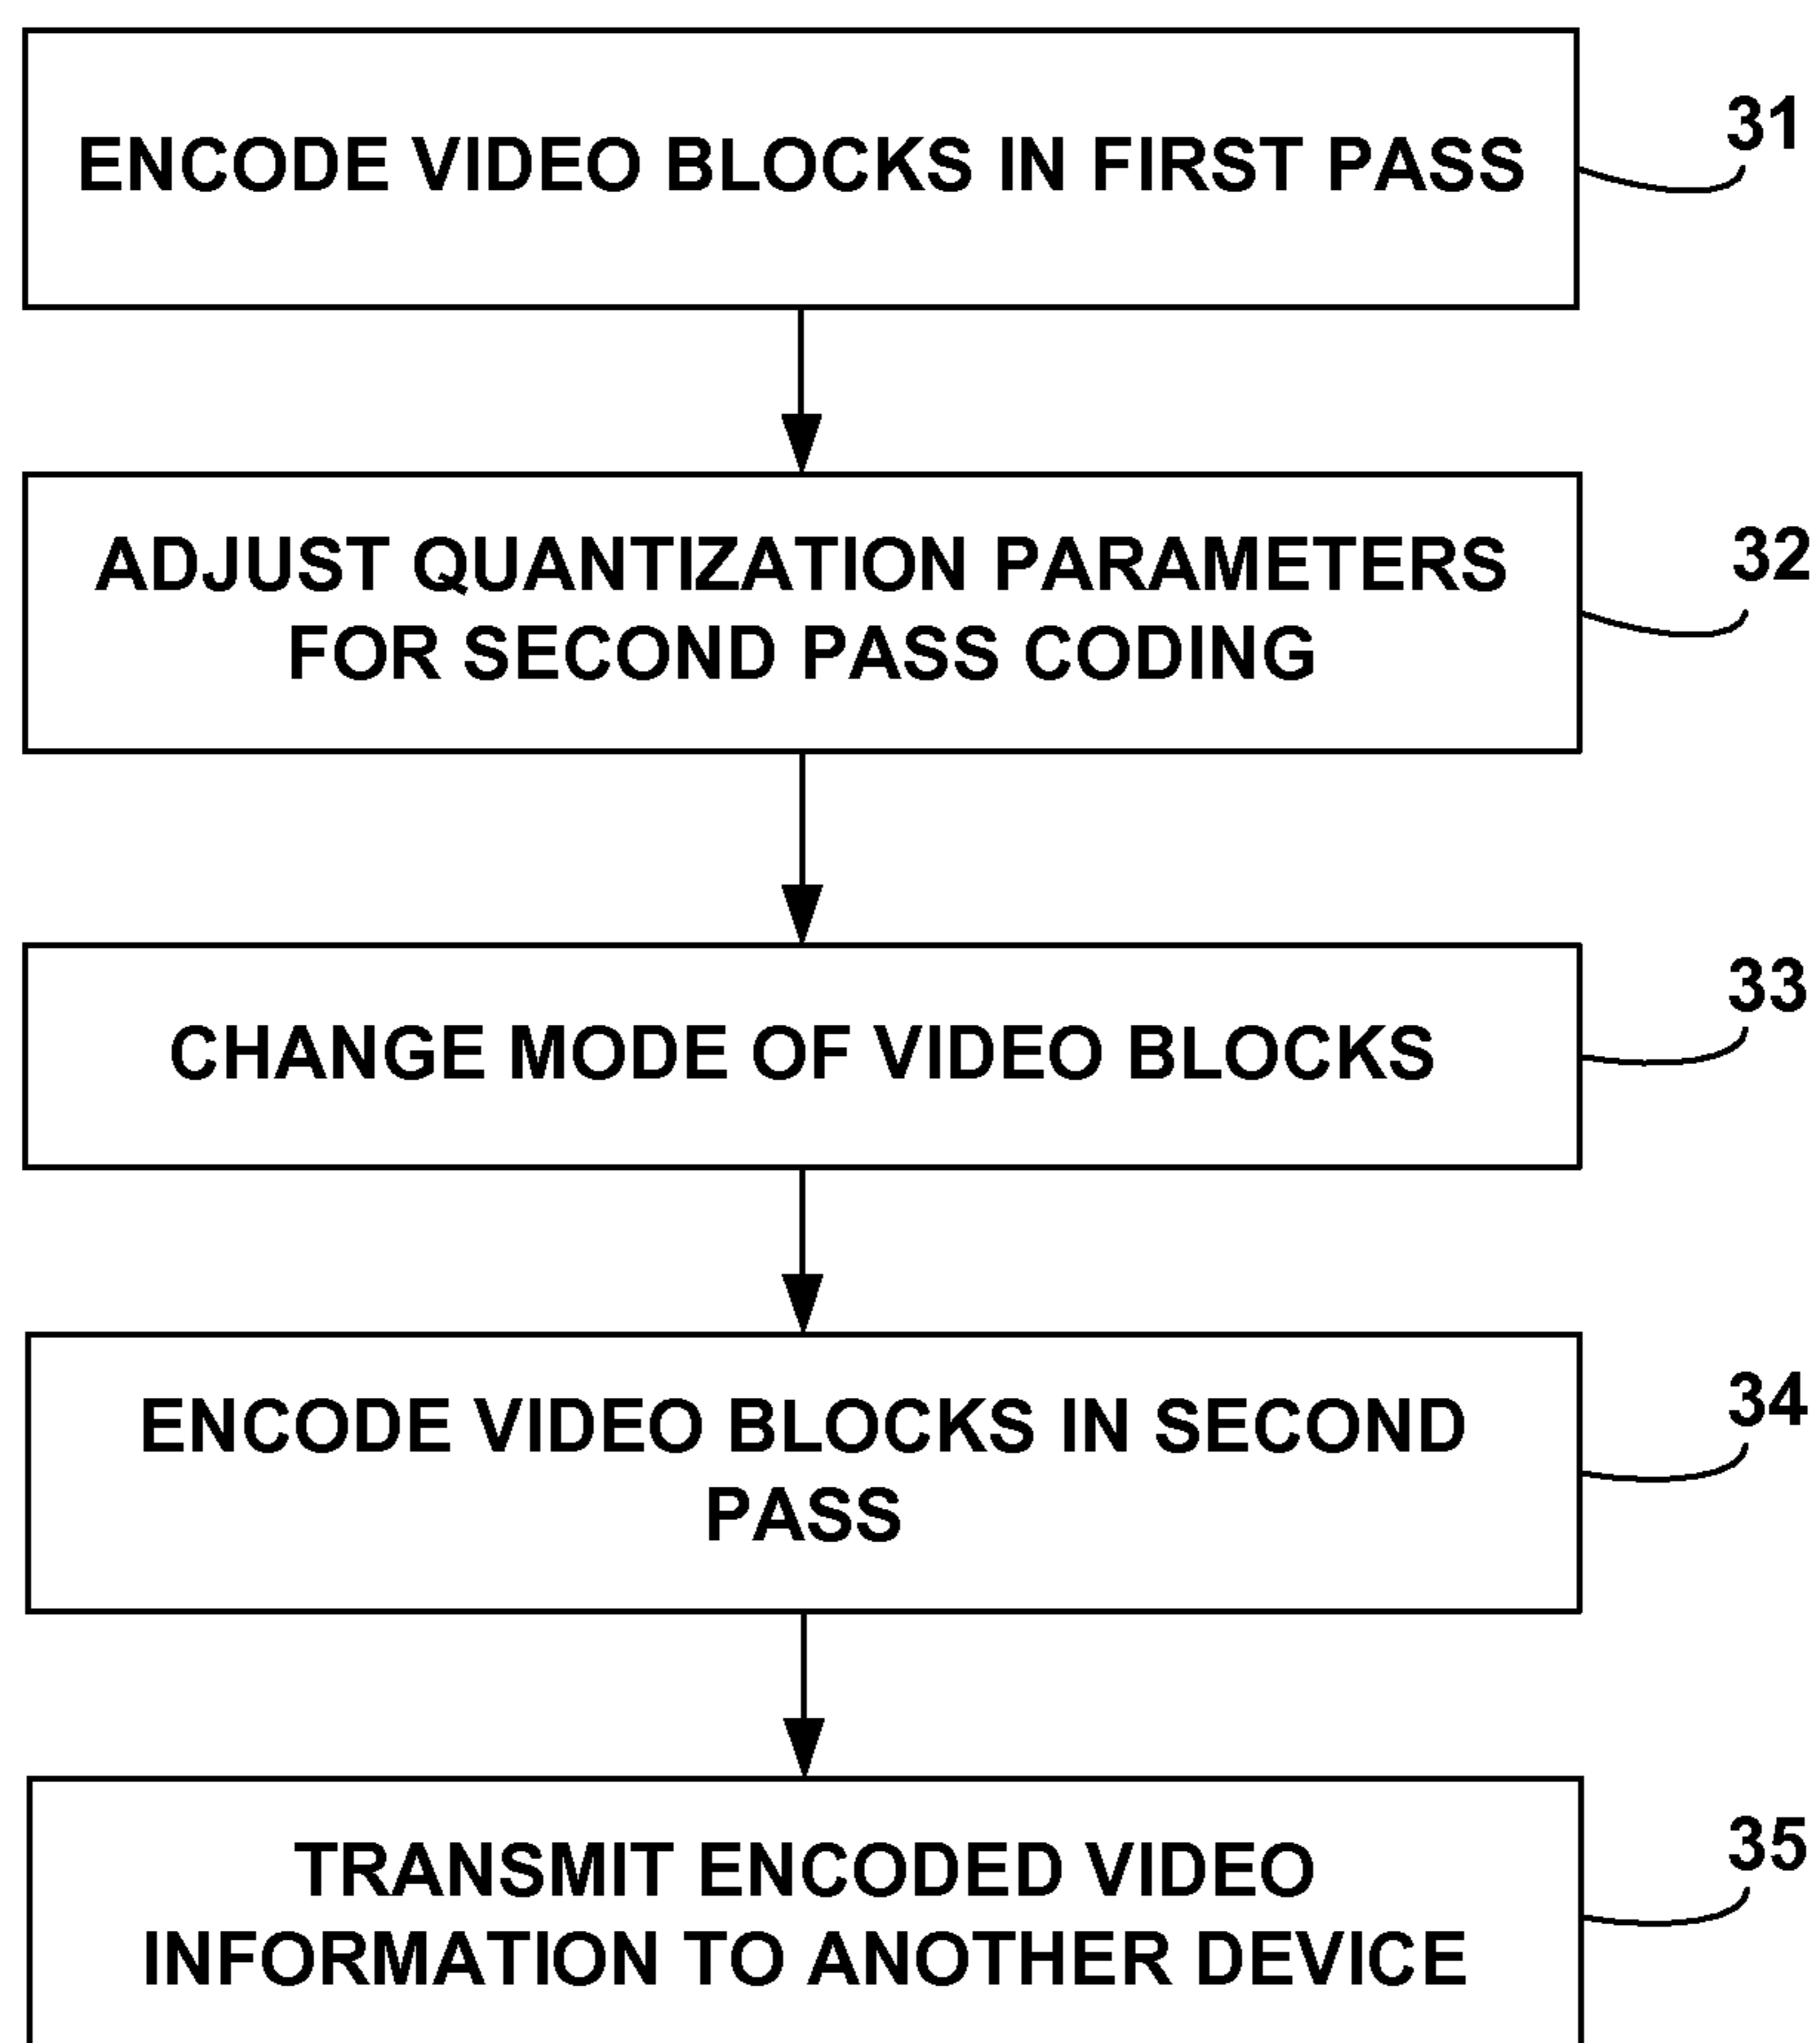 ENCODE VIDEO BLOCKS IN FIRST PASS
31
ADJUST QUANTIZATION PARAMETERS
FOR SECOND PASS CODING
32
CHANGE MODE OF VIDEO BLOCKS
33
ENCODE VIDEO BLOCKS IN SECOND
PASS
34
TRANSMIT ENCODED VIDEO
INFORMATION TO ANOTHER DEVICE
35